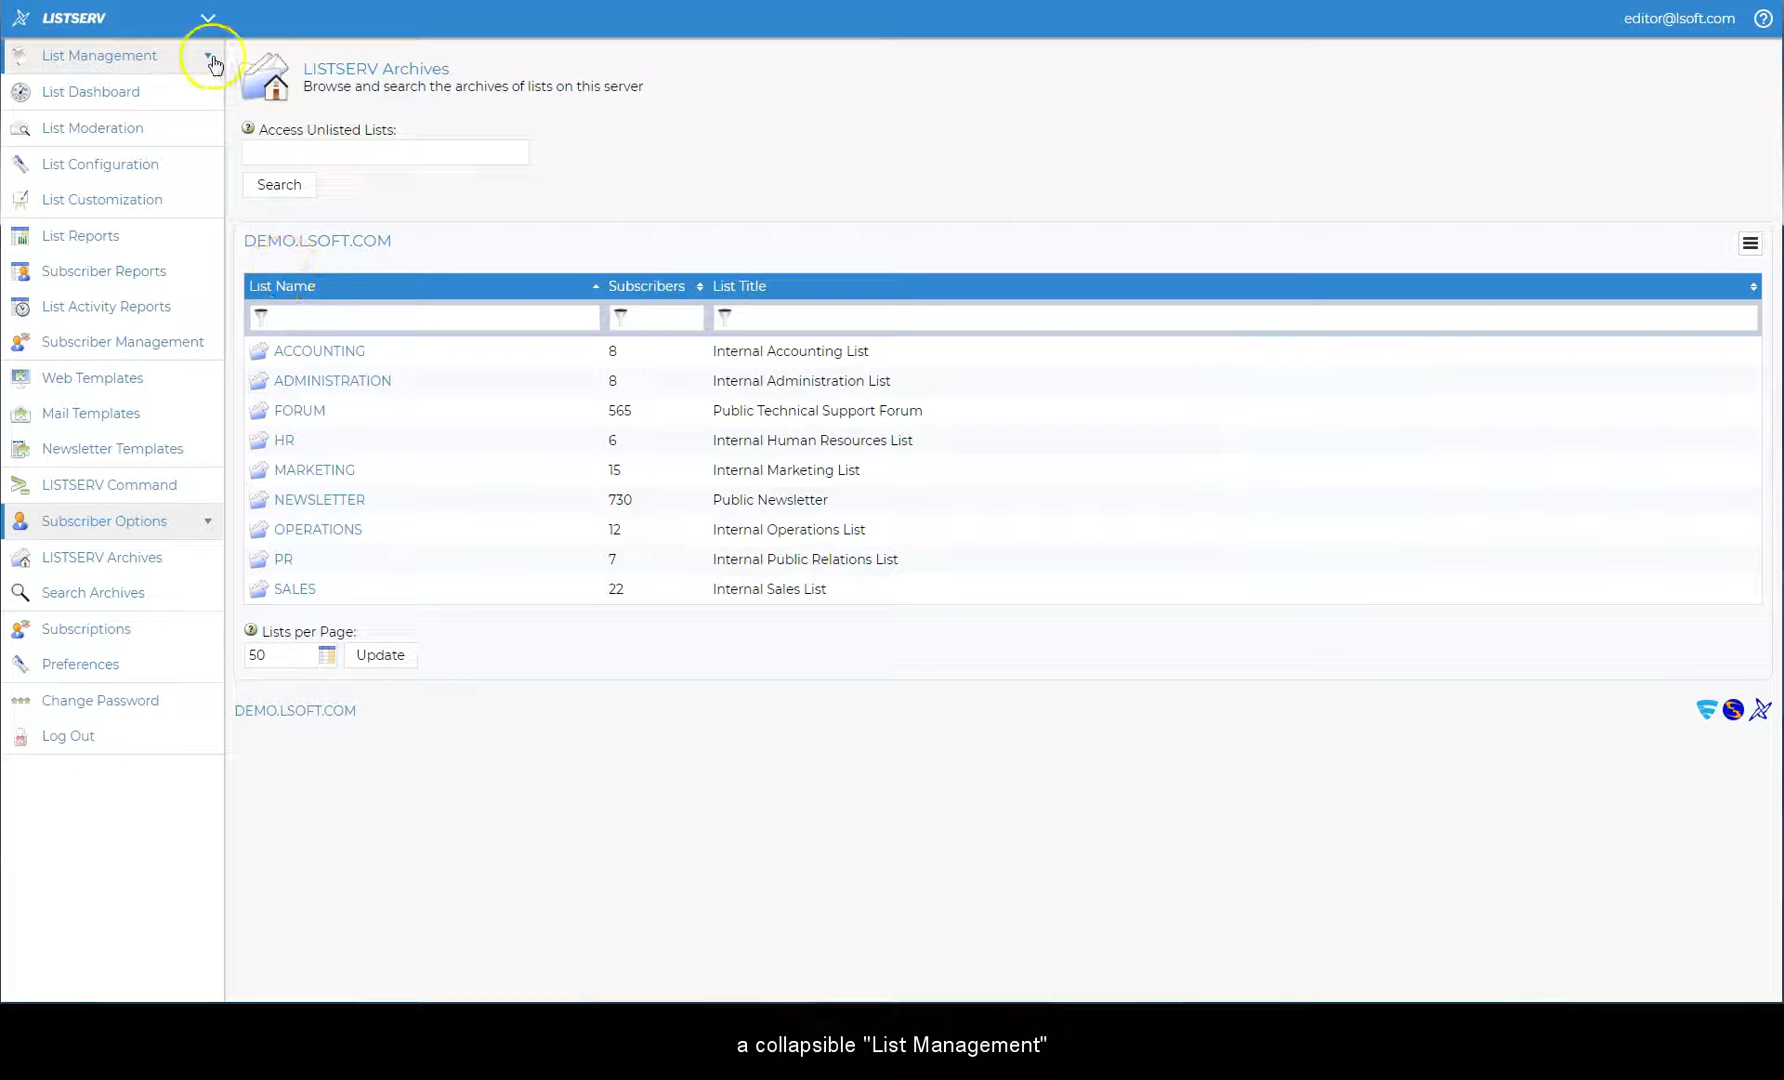 LISTSERV
editor@lsoft.com
List Management
List Dashboard
List Moderation
List Configuration
List Customization
List Reports
Subscriber Reports
List Activity Reports
Subscriber Management
Web Templates
Mail Templates
Newsletter Templates
LISTSERV Command
Subscriber Options
LISTSERV Archives
Search Archives
Subscriptions
Preferences
Change Password
Log Out
LISTSERV Archives
Browse and search the archives of lists on this server
Access Unlisted Lists:
Search
DEMO.LSOFT.COM
List Name Subscribers List Title
ACCOUNTING 8 Internal Accounting List
ADMINISTRATION 8 Internal Administration List
FORUM 565 Public Technical Support Forum
HR 6 Internal Human Resources List
MARKETING 15 Internal Marketing List
NEWSLETTER 730 Public Newsletter
OPERATIONS 12 Internal Operations List
PR 7 Internal Public Relations List
SALES 22 Internal Sales List
Lists per Page:
50 Update
DEMO.LSOFT.COM
a collapsible "List Management"